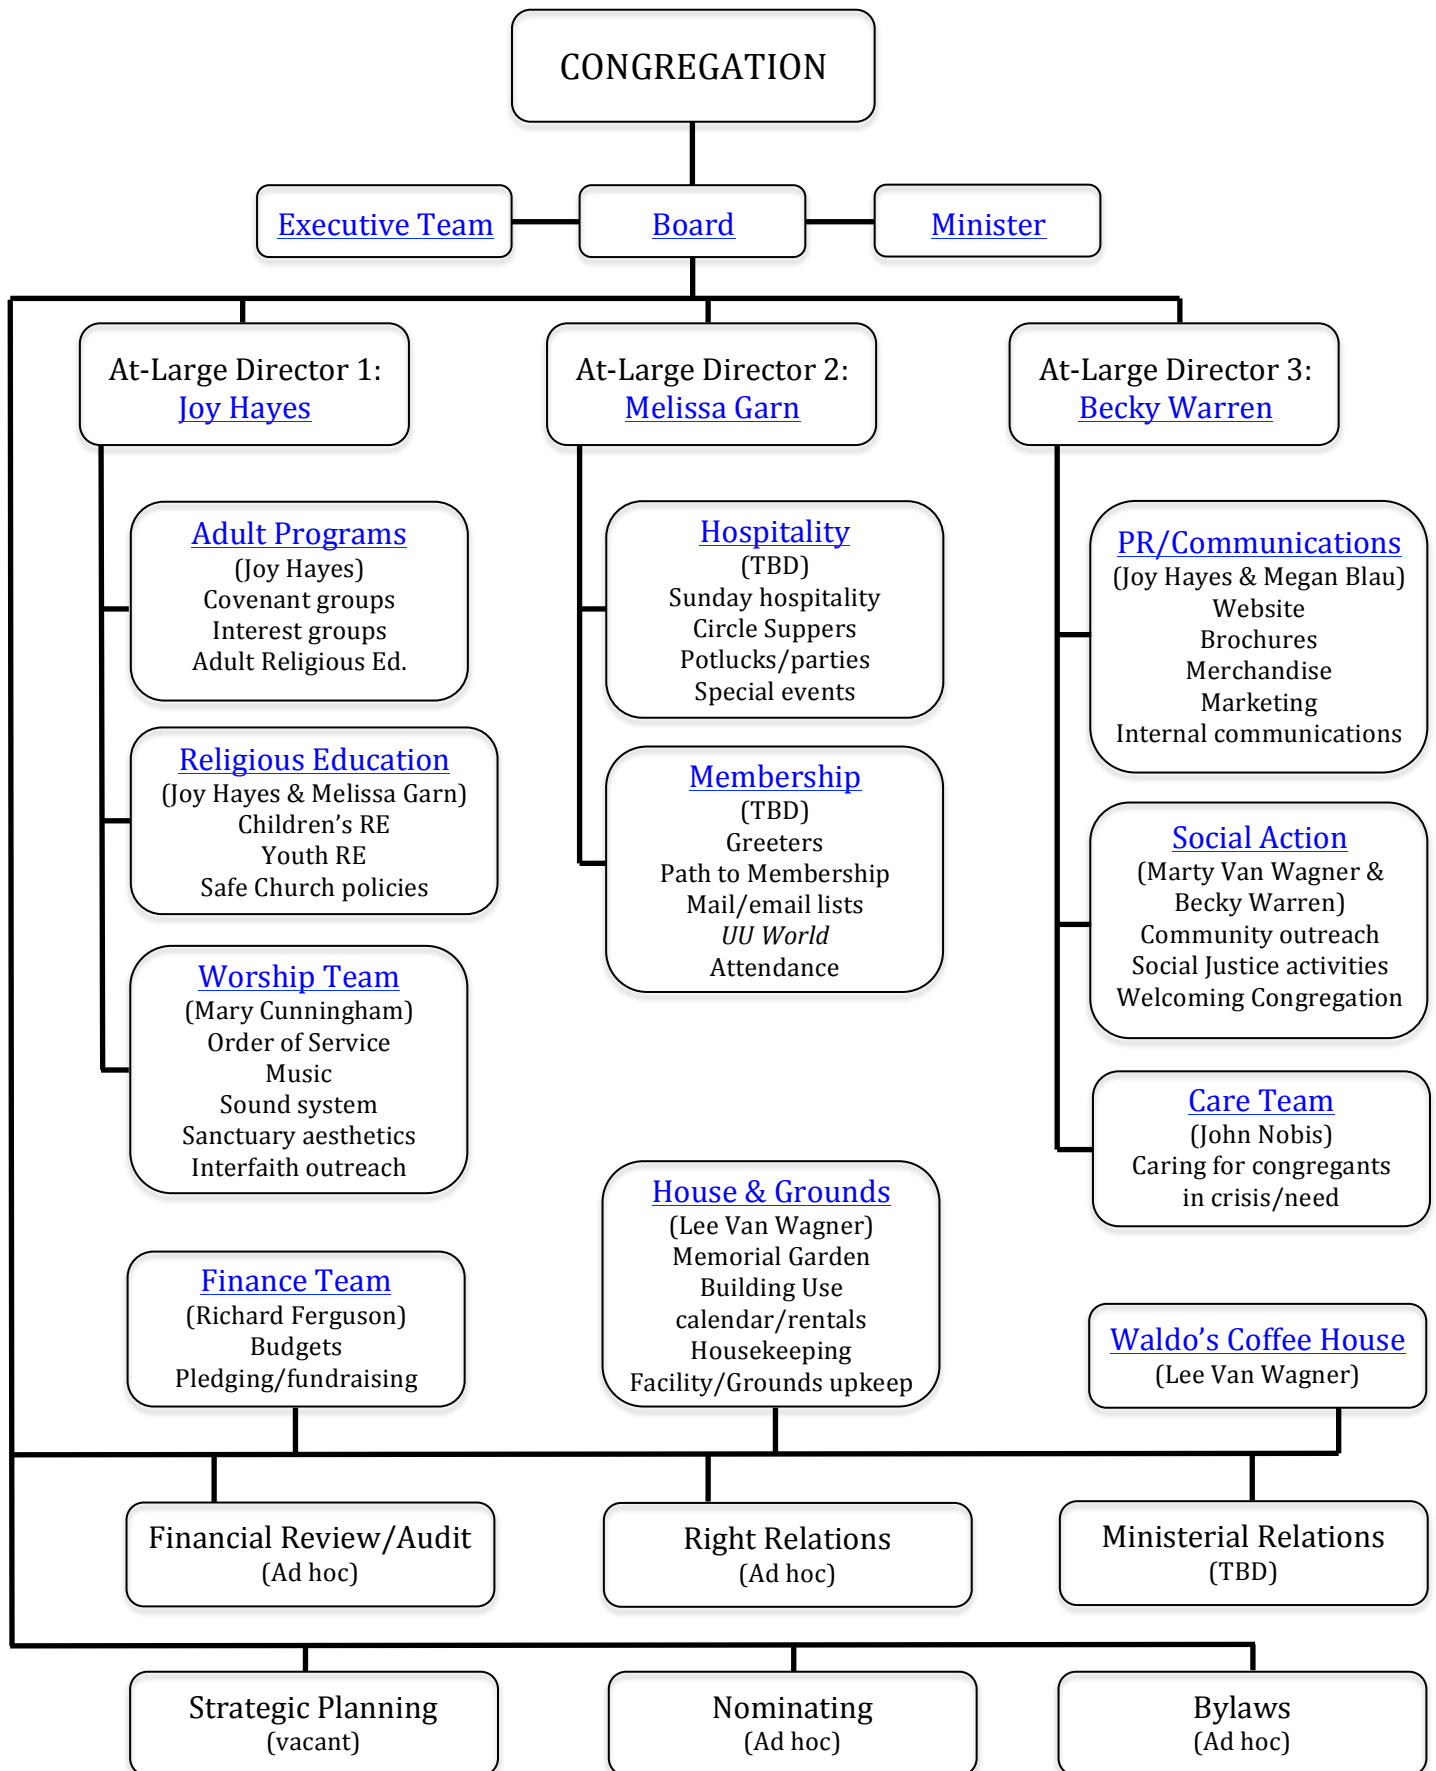 CONGREGATION
Executive Team
Board
Minister
At-Large Director 1:
Joy Hayes
At-Large Director 2:
Melissa Garn
At-Large Director 3:
Becky Warren
Adult Programs
(Joy Hayes)
Covenant groups
Interest groups
Adult Religious Ed.
Religious Education
(Joy Hayes & Melissa Garn)
Children’s RE
Youth RE
Safe Church policies
Worship Team
(Mary Cunningham)
Order of Service
Music
Sound system
Sanctuary aesthetics
Interfaith outreach
Hospitality
(TBD)
Sunday hospitality
Circle Suppers
Potlucks/parties
Special events
Membership
(TBD)
Greeters
Path to Membership
Mail/email lists
UU World
Attendance
PR/Communications
(Joy Hayes & Megan Blau)
Website
Brochures
Merchandise
Marketing
Internal communications
Social Action
(Marty Van Wagner &
Becky Warren)
Community outreach
Social Justice activities
Welcoming Congregation
Care Team
(John Nobis)
Caring for congregants
in crisis/need
Finance Team
(Richard Ferguson)
Budgets
Pledging/fundraising
House & Grounds
(Lee Van Wagner)
Memorial Garden
Building Use
calendar/rentals
Housekeeping
Facility/Grounds upkeep
Waldo’s Coffee House
(Lee Van Wagner)
Financial Review/Audit
(Ad hoc)
Right Relations
(Ad hoc)
Ministerial Relations
(TBD)
Strategic Planning
(vacant)
Nominating
(Ad hoc)
Bylaws
(Ad hoc)